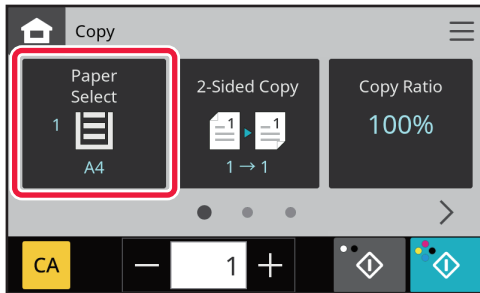 Copy
Paper
Select
1
A4
2-Sided Copy
1 1
1 → 1
Copy Ratio
100%
CA
1